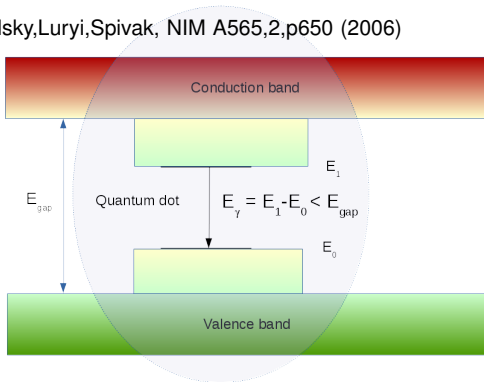 lsky,Luryi,Spivak, NIM A565,2,p650 (2006)
Conduction band
E1
Egap
Quantum dot
Eγ = E1-E0 < Egap
E0
Valence band